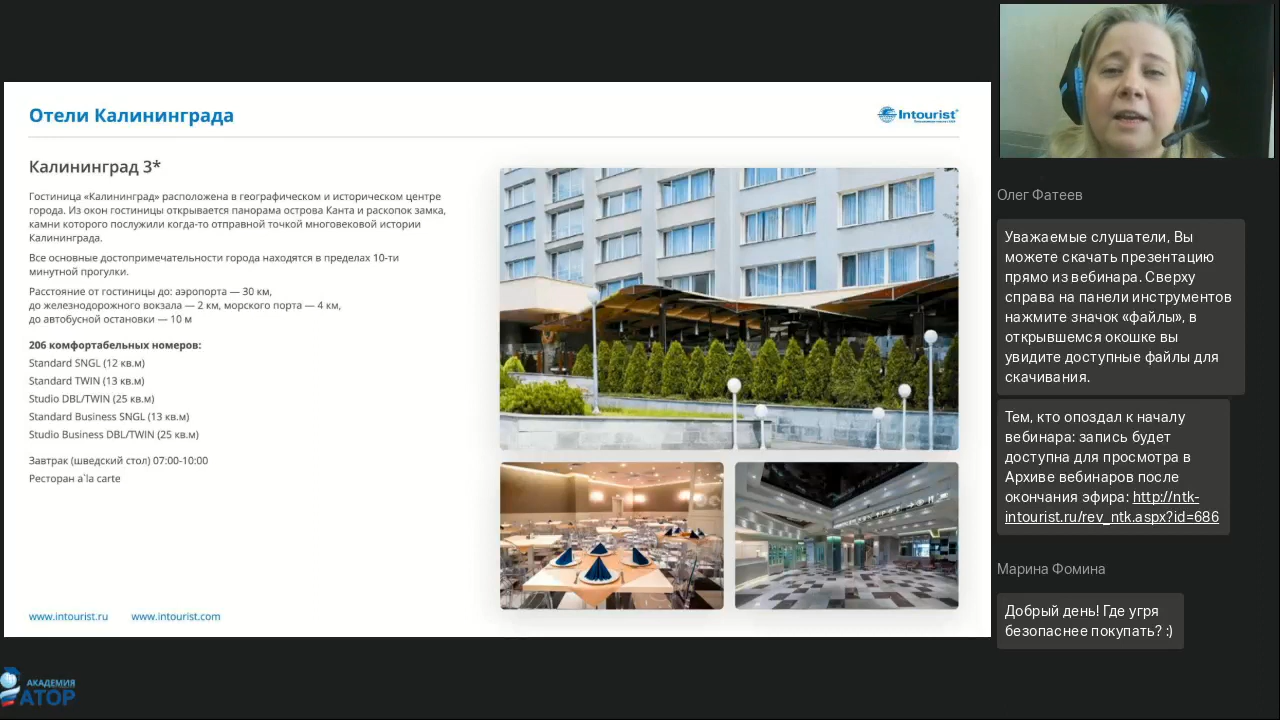 Отели Калининграда
Intourist
Калининград 3*
Гостиница «Калининград» расположена в географическом и историческом центре
города. Из окон гостиницы открывается панорама острова Канта и раскопок замка,
камни которого послужили когда-то отправной точкой многовековой истории
Калининграда.
Все основные достопримечательности города находятся в пределах 10-ти
минутной прогулки.
Расстояние от гостиницы до: аэропорта — 30 км,
до железнодорожного вокзала — 2 км, морского порта — 4 км,
до автобусной остановки — 10 м
206 комфортабельных номеров:
Standard SNGL (12 кв.м)
Standard TWIN (13 кв.м)
Studio DBL/TWIN (25 кв.м)
Standard Business SNGL (13 кв.м)
Studio Business DBL/TWIN (25 кв.м)
Завтрак (шведский стол) 07:00-10:00
Ресторан a`la carte
www.intourist.ru www.intourist.com
АКАДЕМИЯ
АТОР
Олег Фатеев
Уважаемые слушатели, Вы
можете скачать презентацию
прямо из вебинара. Сверху
справа на панели инструментов
нажмите значок «файлы», в
открывшемся окошке вы
увидите доступные файлы для
скачивания.
Тем, кто опоздал к началу
вебинара: запись будет
доступна для просмотра в
Архиве вебинаров после
окончания эфира: http://ntk-
intourist.ru/rev_ntk.aspx?id=686
Марина Фомина
Добрый день! Где угря
безопаснее покупать? :)